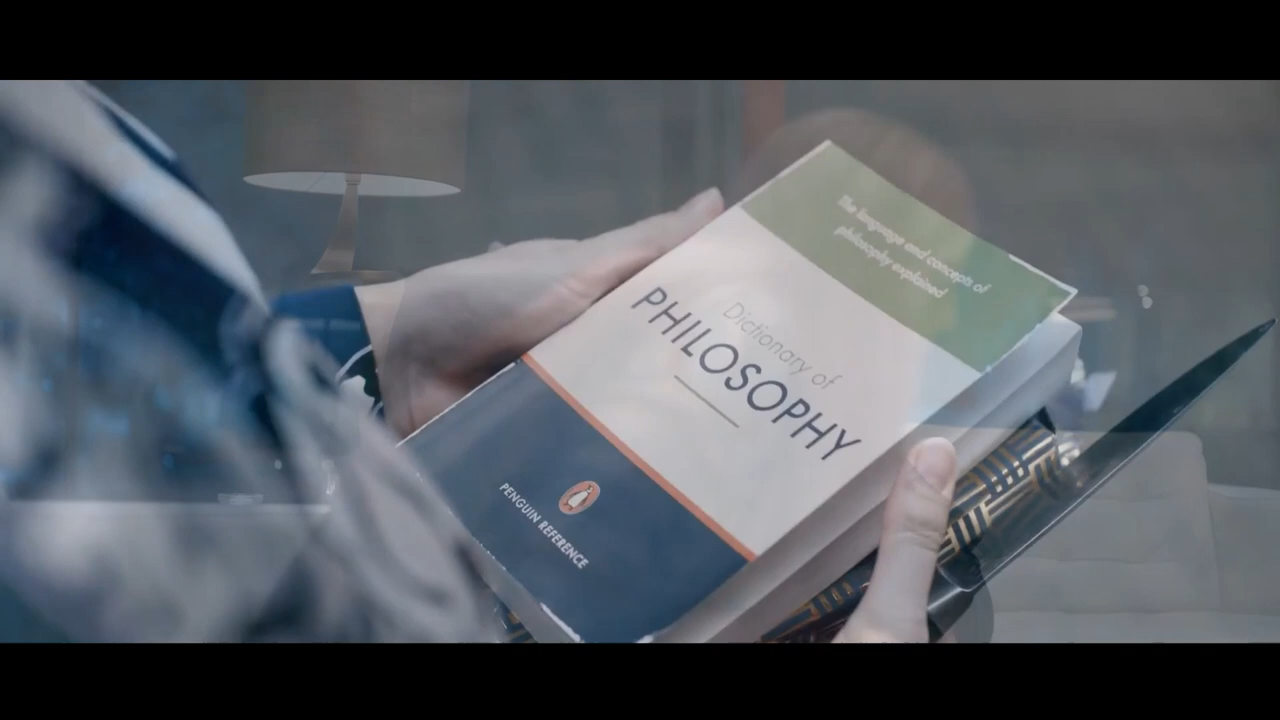 The language and concepts of
philosophy explained
Dictionary of
PHILOSOPHY
PENGUIN REFERENCE